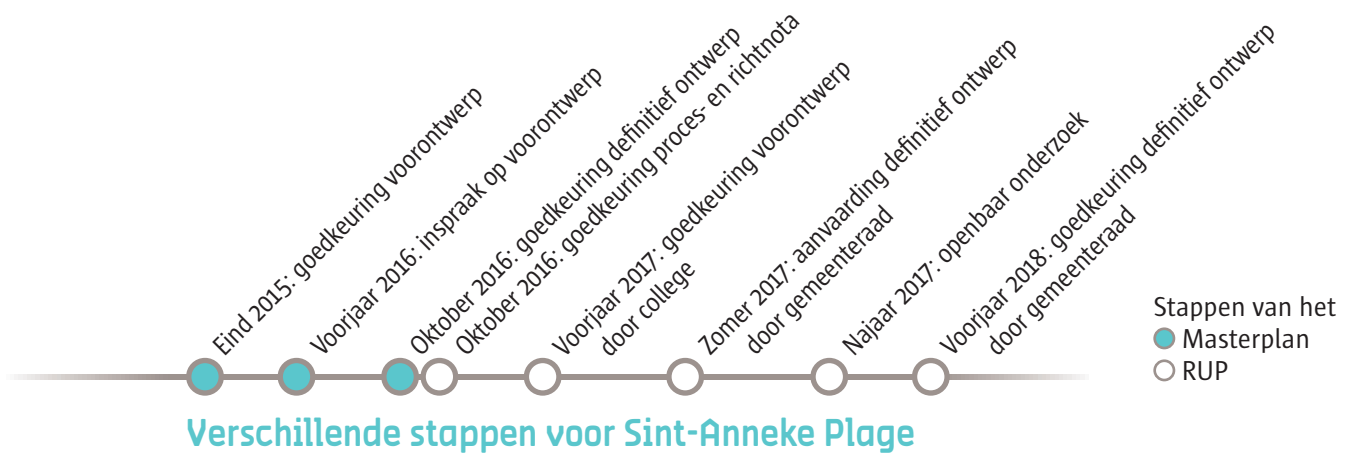 Eind 2015: goedkeuring voorontwerp
Voorjaar 2016: inspraak op voorontwerp
Oktober 2016: goedkeuring definitief ontwerp
Oktober 2016: goedkeuring proces- en richtnota
Voorjaar 2017: goedkeuring voorontwerp
door college
Zomer 2017: aanvaarding definitief ontwerp
door gemeenteraad
Najaar 2017: openbaar onderzoek
Voorjaar 2018: goedkeuring definitief ontwerp
door gemeenteraad
Stappen van het
Masterplan
RUP
Verschillende stappen voor Sint-Anneke Plage